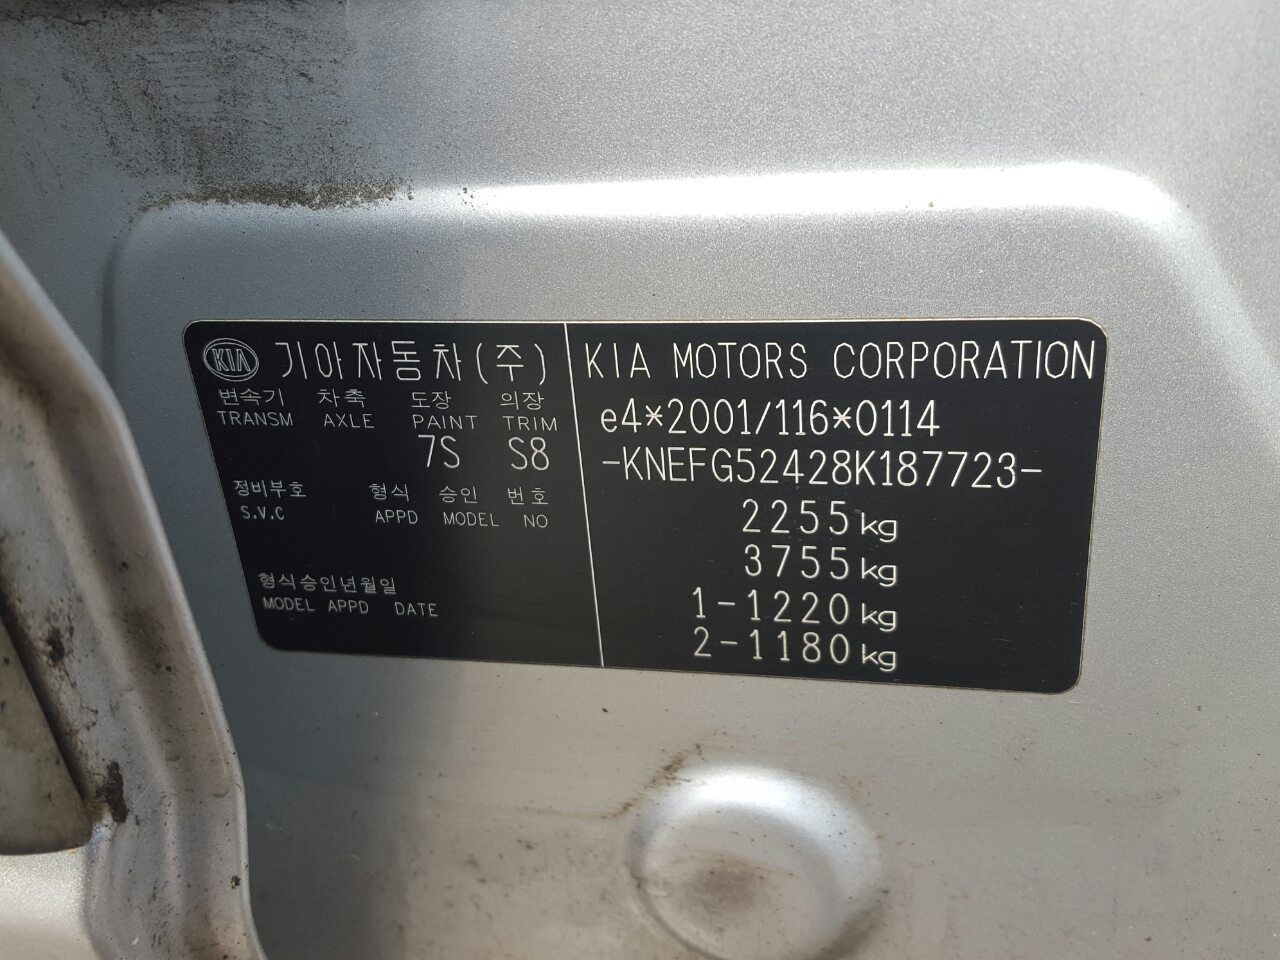 KIA 기아자동차(주)
변속기 차축 도장 의장
TRANSM AXLE PAINT TRIM
7S S8
정비부호 형식 승인 번호
S.V.C APPD MODEL NO
형식승인년월일
MODEL APPD DATE
KIA MOTORS CORPORATION
e4*2001/116*0114
-KNEFG52428K187723-
2255kg
3755kg
1-1220kg
2-1180kg